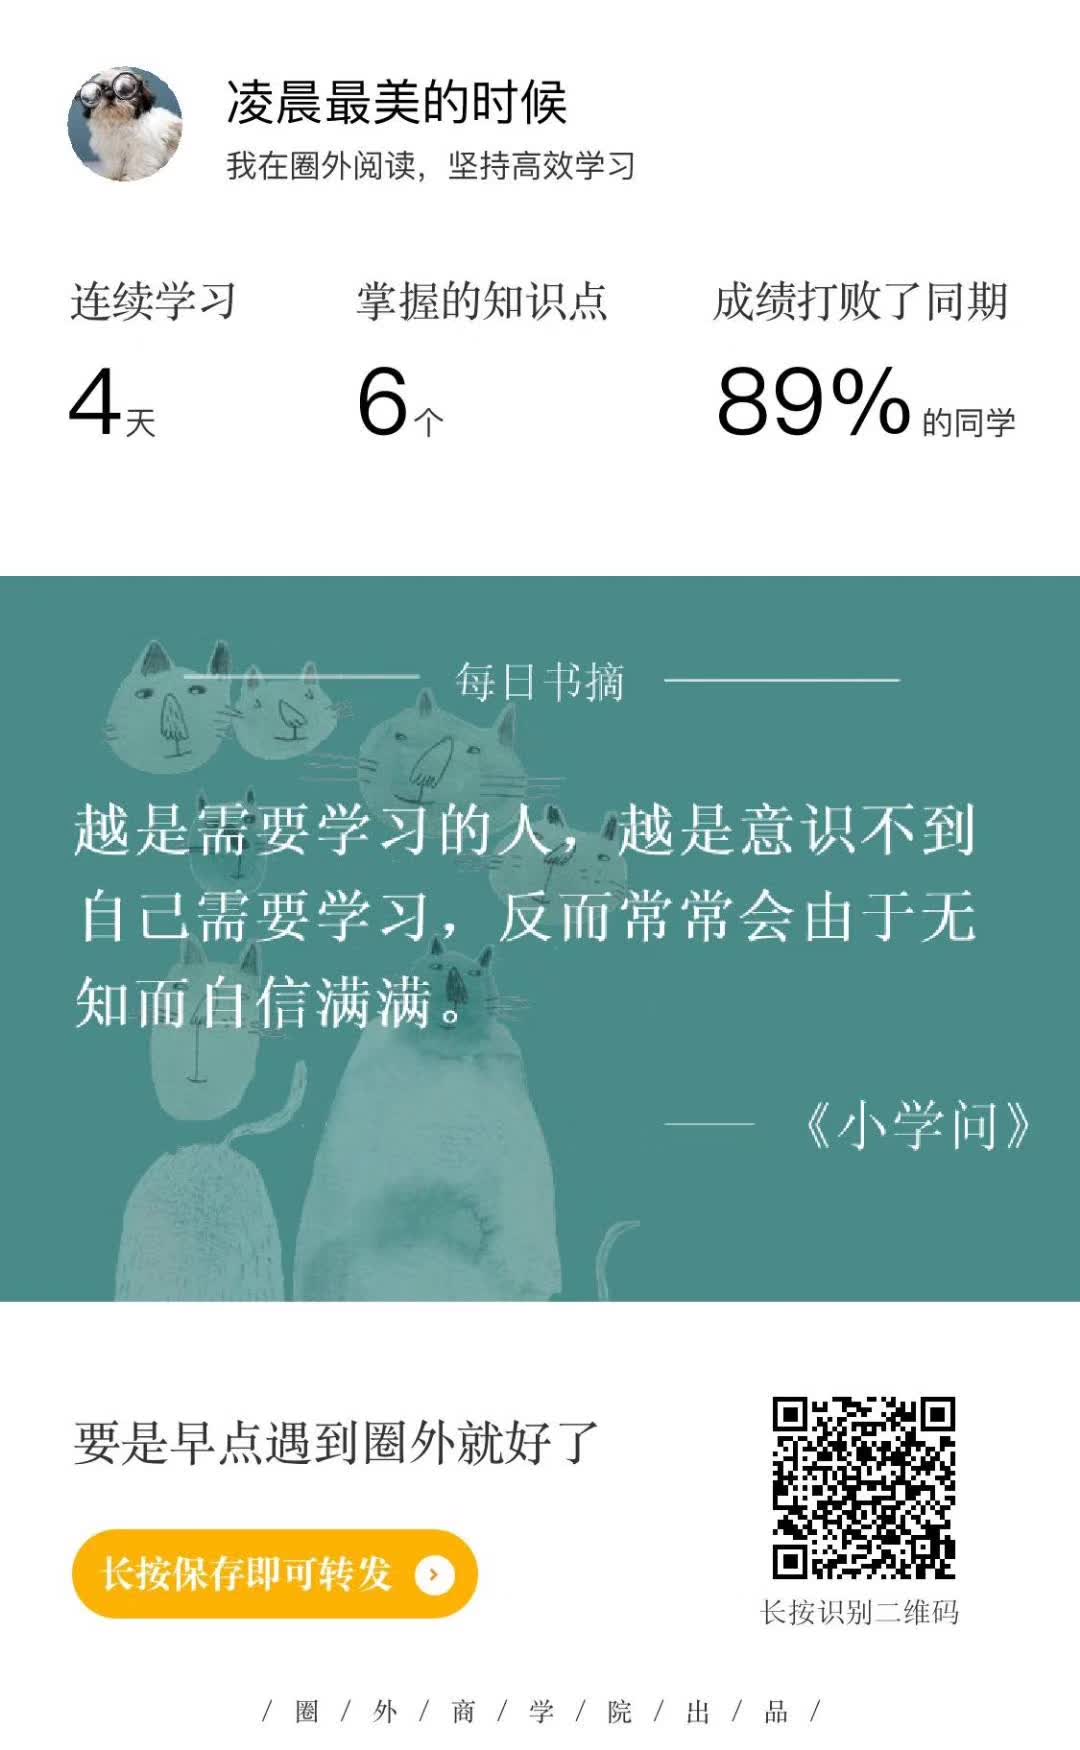 凌晨最美的时候
我在圈外阅读，坚持高效学习
连续学习 掌握的知识点 成绩打败了同期
4天 6个 89%的同学
每日书摘
越是需要学习的人，越是意识不到
自己需要学习，反而常常会由于无
知而自信满满。
—— 《小学问》
要是早点遇到圈外就好了
长按保存即可转发
长按识别二维码
/ 圈 / 外 / 商 / 学 / 院 / 出 / 品 /